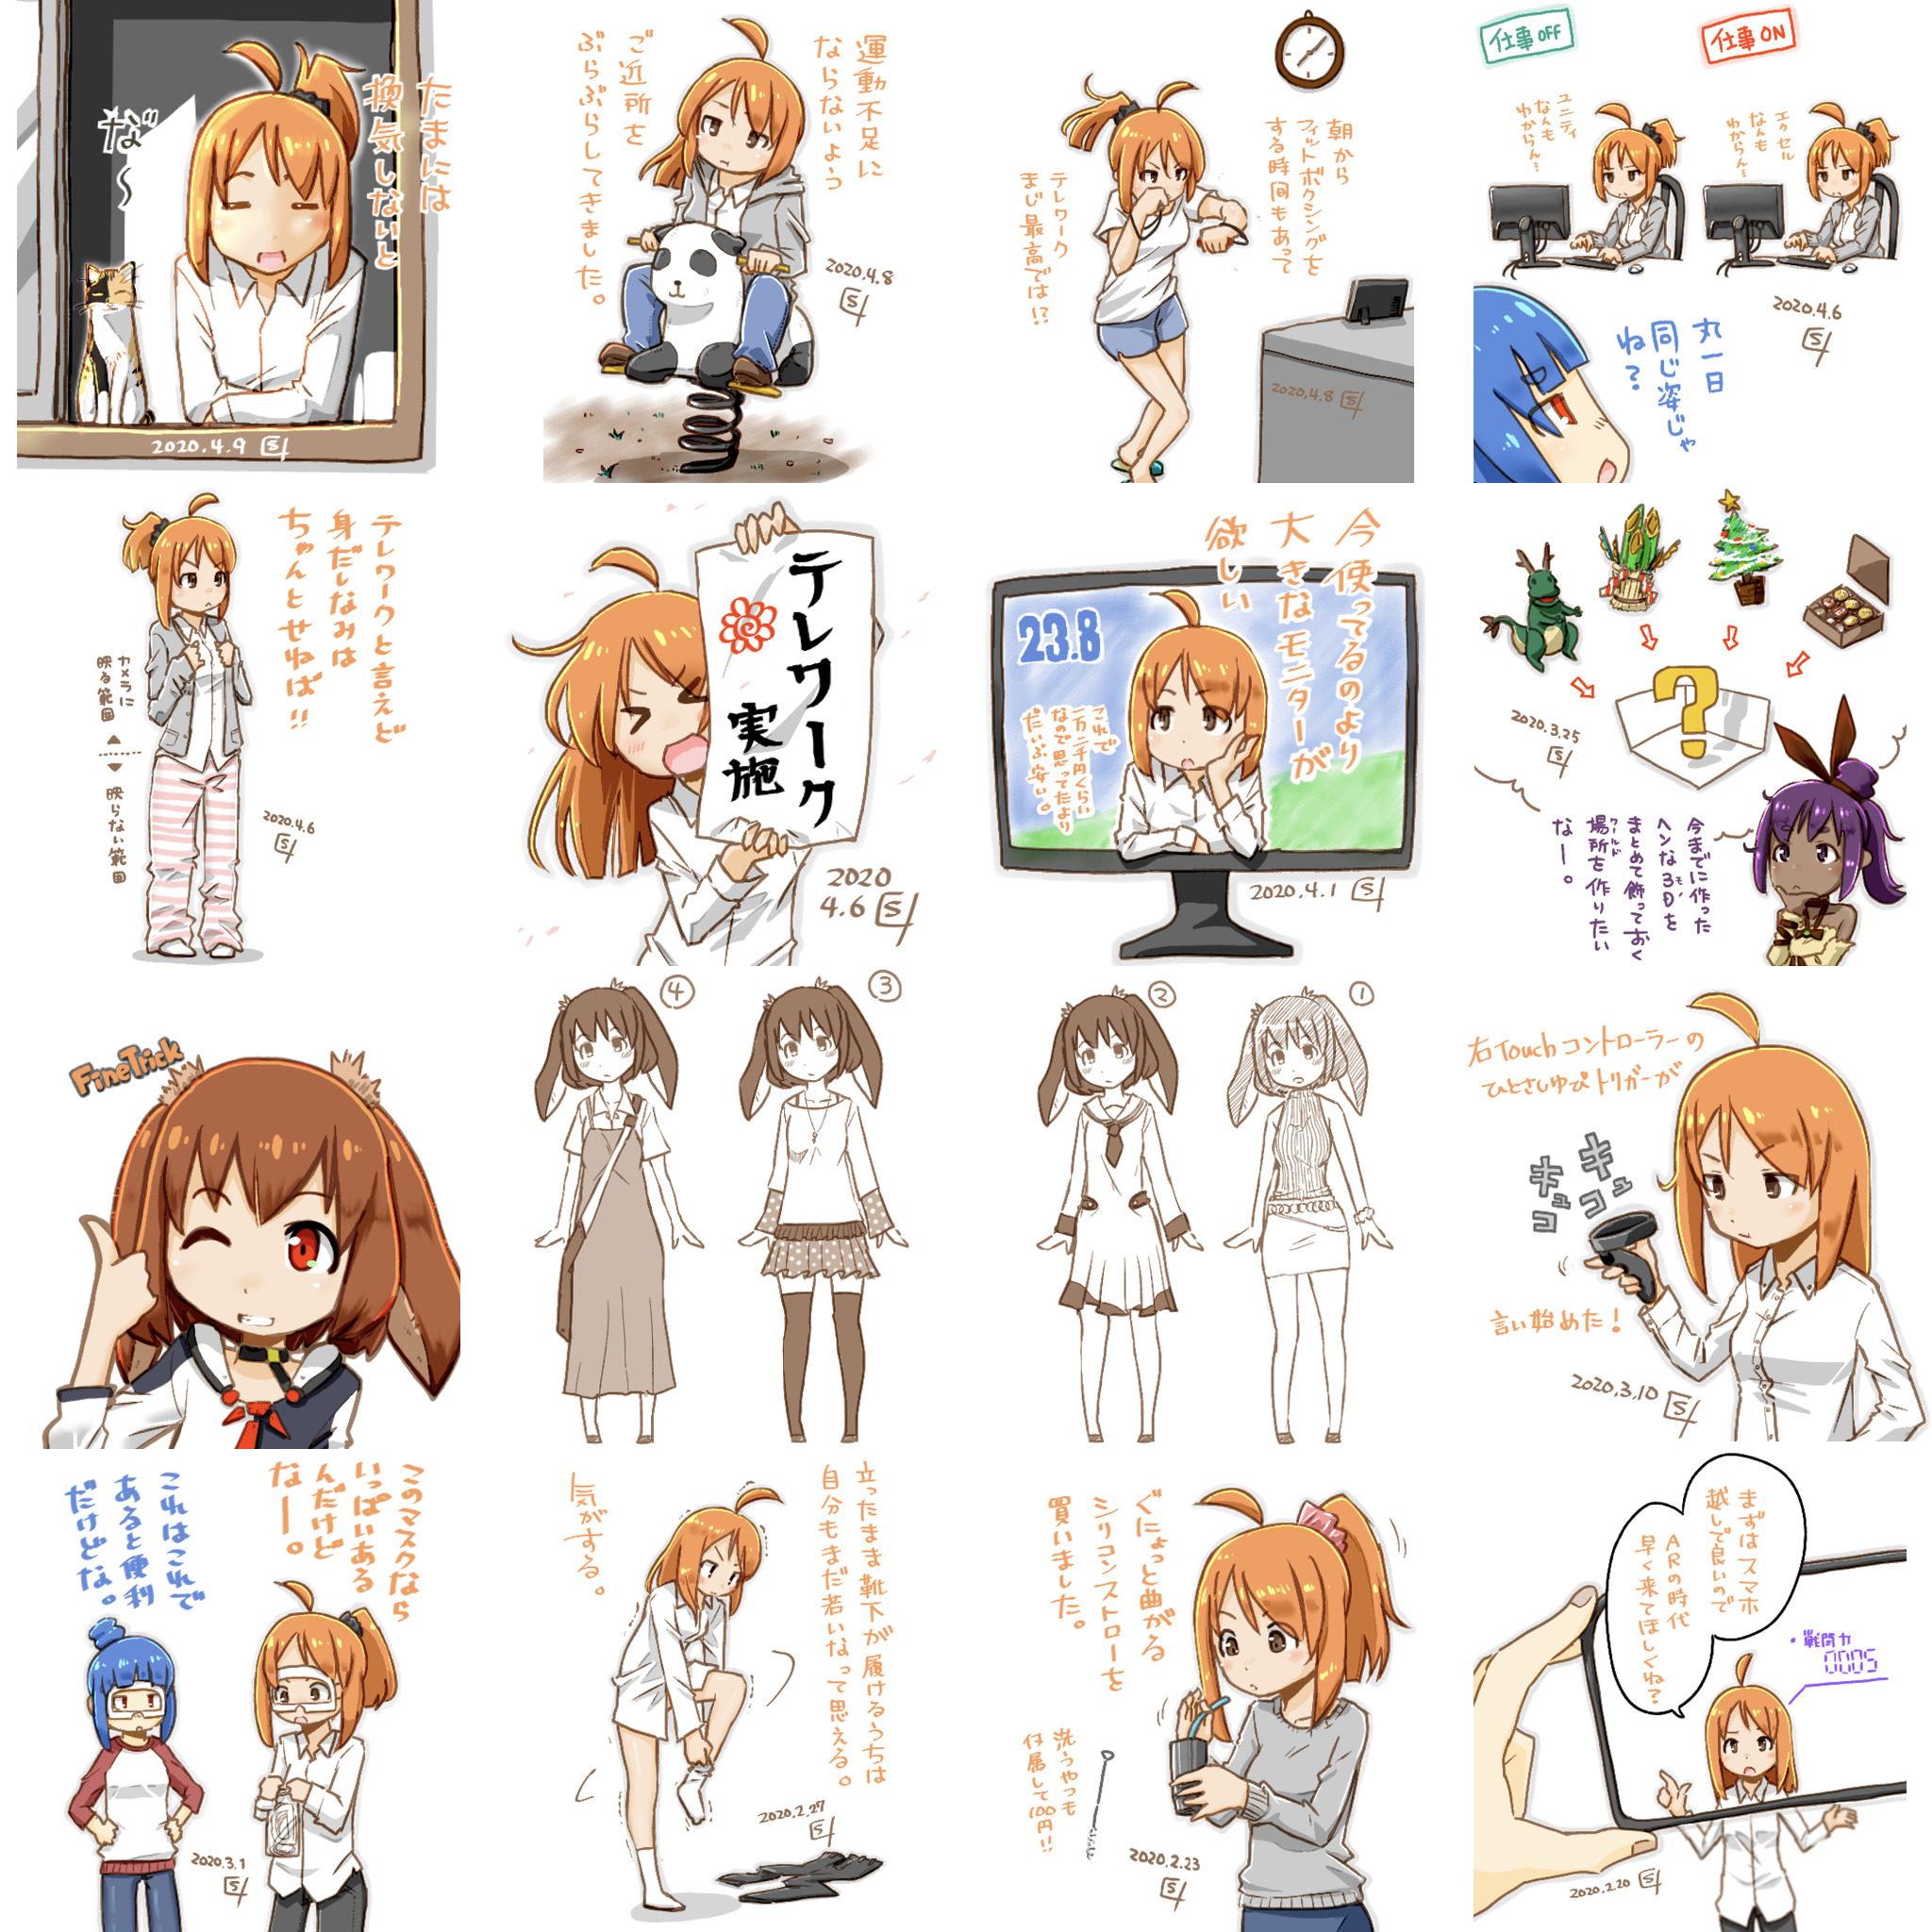 たまには
換気しないと
な゛〜
2020.4.9
運動不足に
ならないよう
ご近所を
ぶらぶらしてきました。
2020.4.8
朝から
フィットボクシングを
する時間もあって
テレワーク
まじ最高では!?
2020.4.8
仕事OFF
仕事ON
ユニティ
なんも
わからん…
エクセル
なんも
わからん…
2020.4.6
丸一日
同じ姿じゃ
ね?
テレワークと言えど
身だしなみは
ちゃんとせねば!!
カメラに
映る範囲
映らない範囲
2020.4.6
テレワーク
実施
2020
4.6
今使ってるのより
大きなモニターが
欲しい
23.8
これで
一万二千円くらい
なので思ってたより
だいぶ安い。
2020.4.1
?
2020.3.25
今までに作った
ヘンな3Dモノを
まとめて飾っておく
場所ワールドを作りたい
なー。
FineTrick
④
③
②
①
右Touchコントローラーの
ひとさしゆびトリガーが
キュコ
キュコ
言い始めた!
2020.3.10
このマスクなら
いっぱいある
んだけど
なー。
これはこれで
あると便利
だけどな。
2020.3.1
立ったまま靴下が履けるうちは
自分もまだ若いなって思える。
気がする。
2020.2.27
ぐにょっと曲がる
シリコンストローを
買いました。
洗うやつも
付属して
100円!!
2020.2.23
まずはスマホ
越しで良いので
ARの時代
早く来てほしくね?
戦闘力
0005
2020.2.20